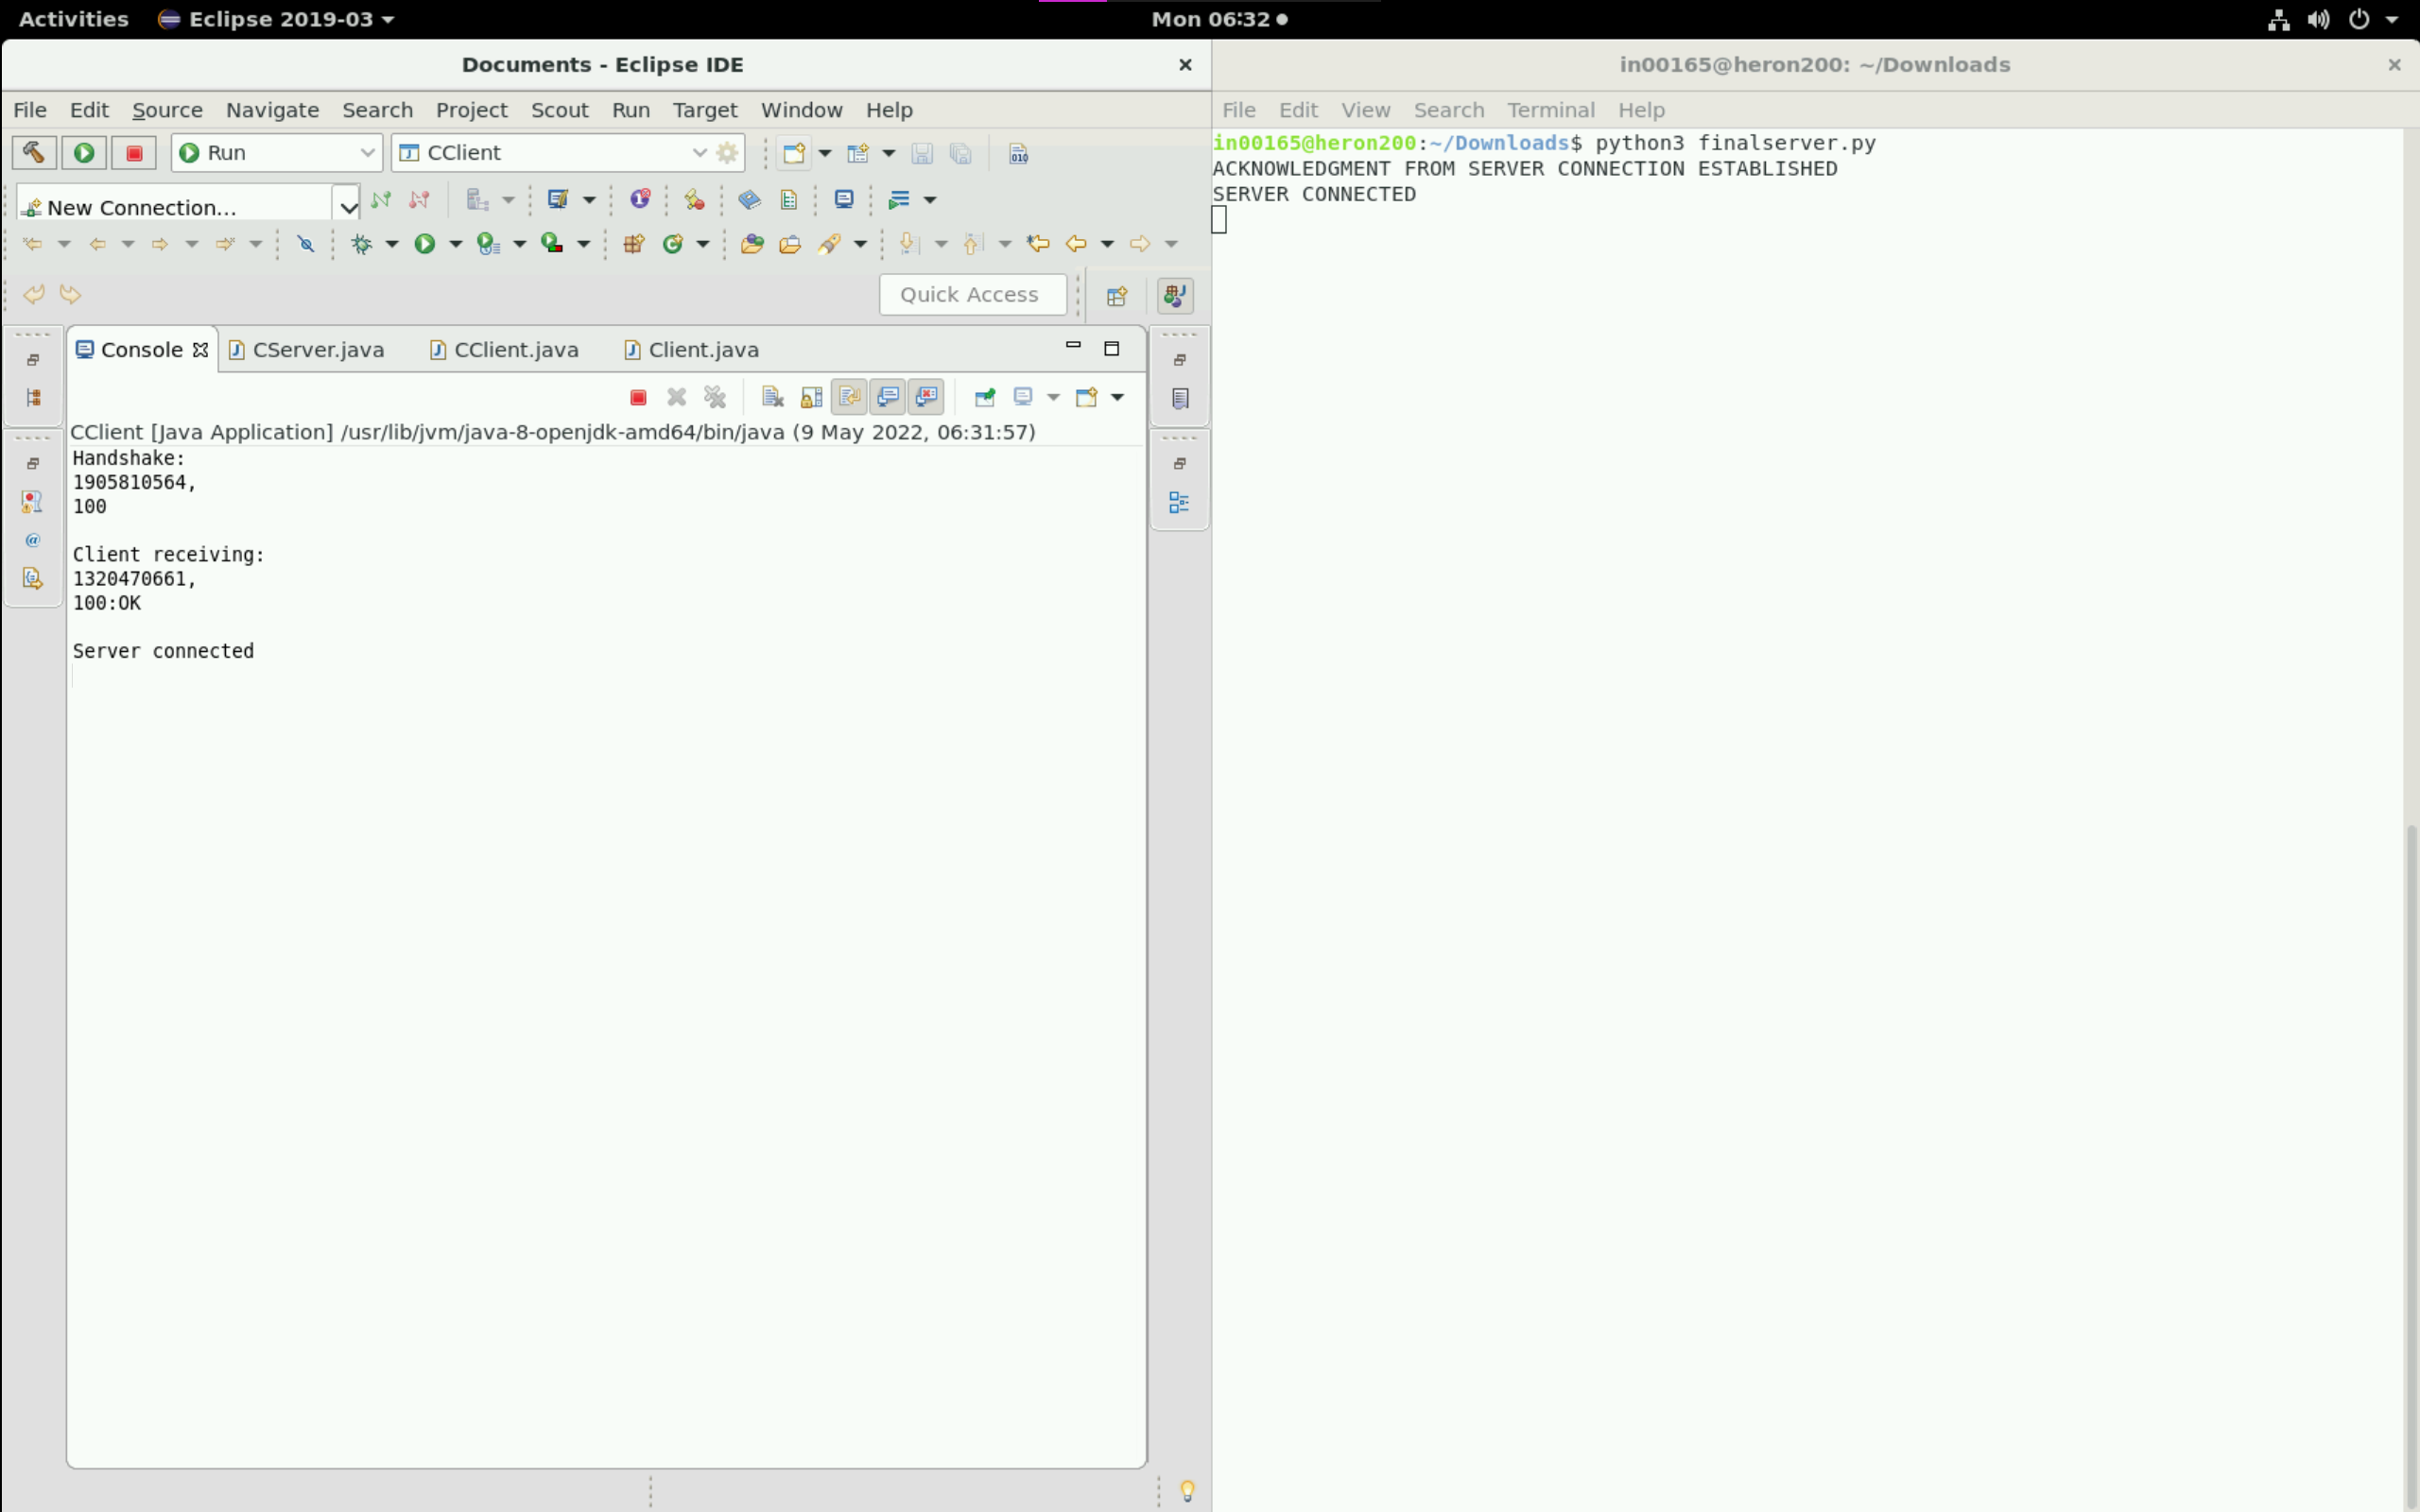 Activities Eclipse 2019-03 Mon 06:32
Documents - Eclipse IDE
File Edit Source Navigate Search Project Scout Run Target Window Help
Run CClient
New Connection...
Quick Access
Console CServer.java CClient.java Client.java
CClient [Java Application] /usr/lib/jvm/java-8-openjdk-amd64/bin/java (9 May 2022, 06:31:57)
Handshake:
1905810564,
100
Client receiving:
1320470661,
100:OK
Server connected
in00165@heron200: ~/Downloads
File Edit View Search Terminal Help
in00165@heron200:~/Downloads$ python3 finalserver.py
ACKNOWLEDGMENT FROM SERVER CONNECTION ESTABLISHED
SERVER CONNECTED